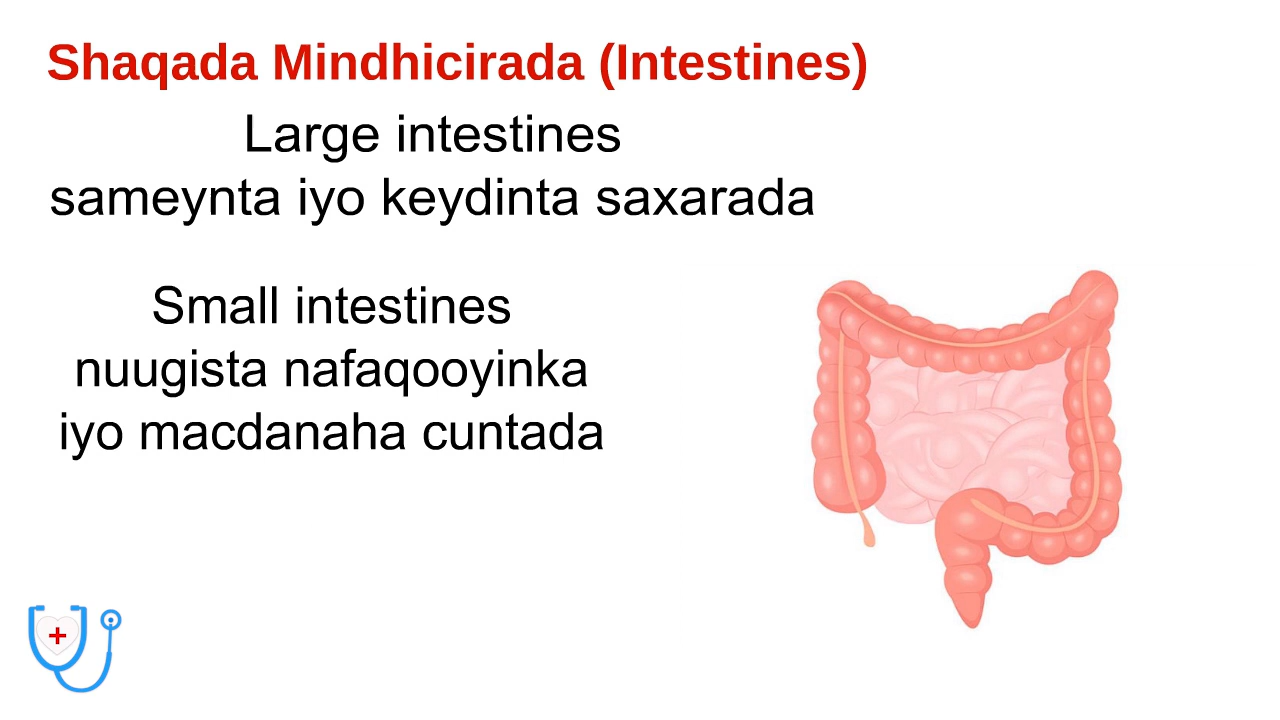 Shaqada Mindhicirada (Intestines)
Large intestines
sameynta iyo keydinta saxarada
Small intestines
nuugista nafaqooyinka
iyo macdanaha cuntada